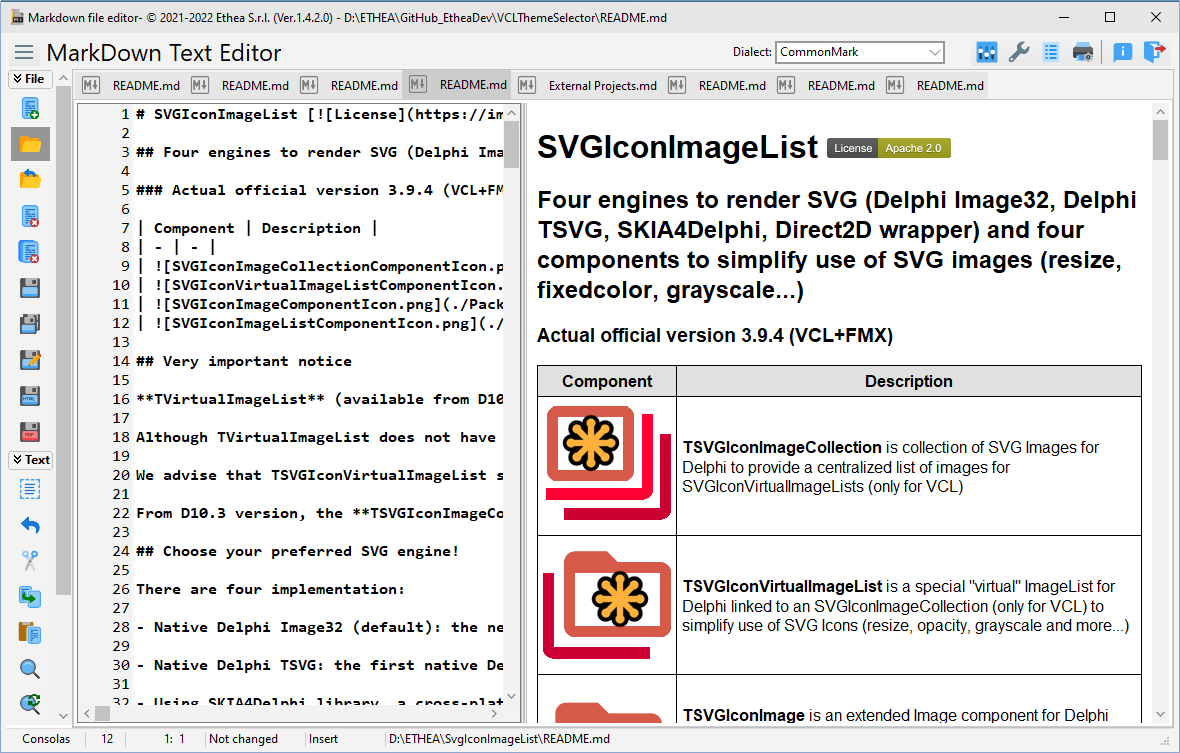 Markdown file editor- © 2021-2022 Ethea S.r.l. (Ver.1.4.2.0) - D:\ETHEA\GitHub_EtheaDev\VCLThemeSelector\README.md
MarkDown Text Editor
Dialect: CommonMark
File
README.md README.md README.md README.md External Projects.md README.md README.md README.md
1 # SVGIconImageList [![License](https://im
2
3 ## Four engines to render SVG (Delphi Ima
4
5 ### Actual official version 3.9.4 (VCL+FM
6
7 | Component | Description |
8 | - | - |
9 | ![SVGIconImageCollectionComponentIcon.p
10 | ![SVGIconVirtualImageListComponentIcon.
11 | ![SVGIconImageComponentIcon.png](./Pack
12 | ![SVGIconImageListComponentIcon.png](./
13
14 ## Very important notice
15
16 **TVirtualImageList** (available from D10
17
18 Although TVirtualImageList does not have
19
20 We advise that TSVGIconVirtualImageList s
21
22 From D10.3 version, the **TSVGIconImageCo
23
24 ## Choose your preferred SVG engine!
25
26 There are four implementation:
27
28 - Native Delphi Image32 (default): the ne
29
30 - Native Delphi TSVG: the first native De
31
32 - Using SKIA4Delphi library, a cross-plat
HTML
PDF
Text
SVGIconImageList License Apache 2.0
Four engines to render SVG (Delphi Image32, Delphi
TSVG, SKIA4Delphi, Direct2D wrapper) and four
components to simplify use of SVG images (resize,
fixedcolor, grayscale...)
Actual official version 3.9.4 (VCL+FMX)
Component Description
TSVGIconImageCollection is collection of SVG Images for
Delphi to provide a centralized list of images for
SVGIconVirtualImageLists (only for VCL)
TSVGIconVirtualImageList is a special "virtual" ImageList for
Delphi linked to an SVGIconImageCollection (only for VCL) to
simplify use of SVG Icons (resize, opacity, grayscale and more...)
TSVGIconImage is an extended Image component for Delphi
Consolas 12 1: 1 Not changed Insert D:\ETHEA\SvgIconImageList\README.md